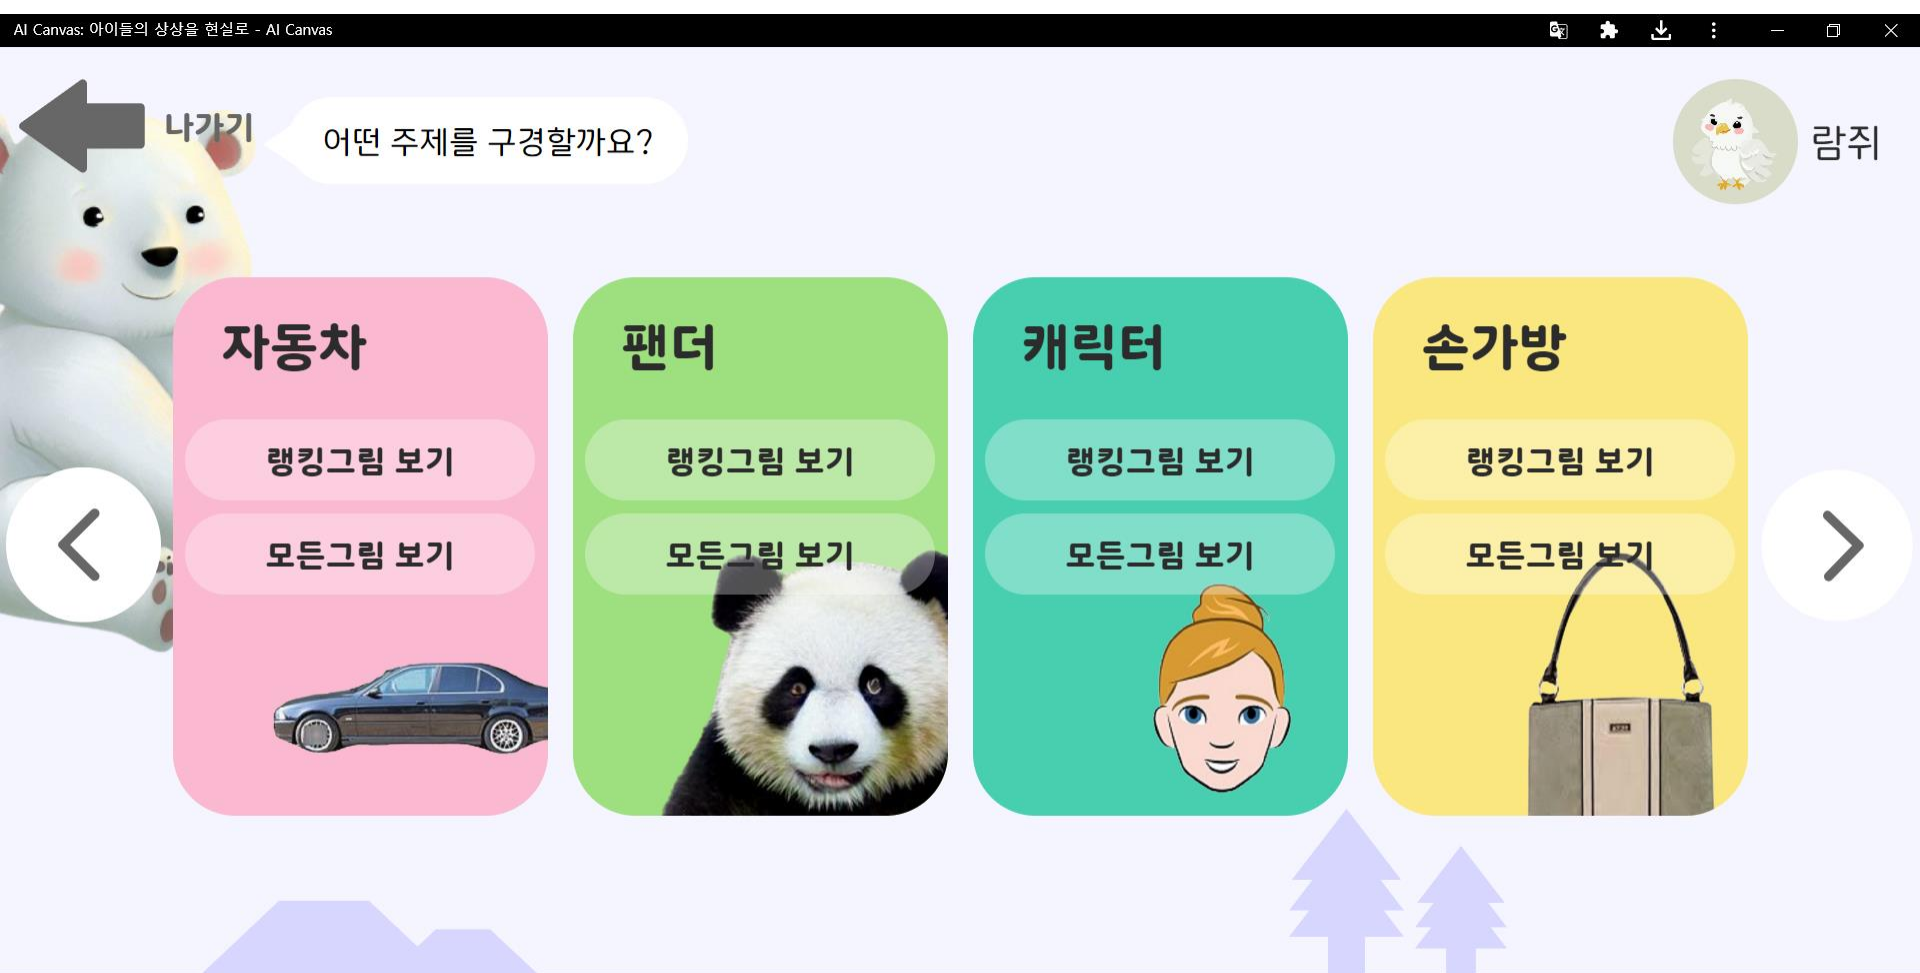 AI Canvas: 아이들의 상상을 현실로 - AI Canvas
나가기
어떤 주제를 구경할까요?
람쥐
자동차
랭킹그림 보기
모든그림 보기
팬더
랭킹그림 보기
모든그림 보기
캐릭터
랭킹그림 보기
모든그림 보기
손가방
랭킹그림 보기
모든그림 보기